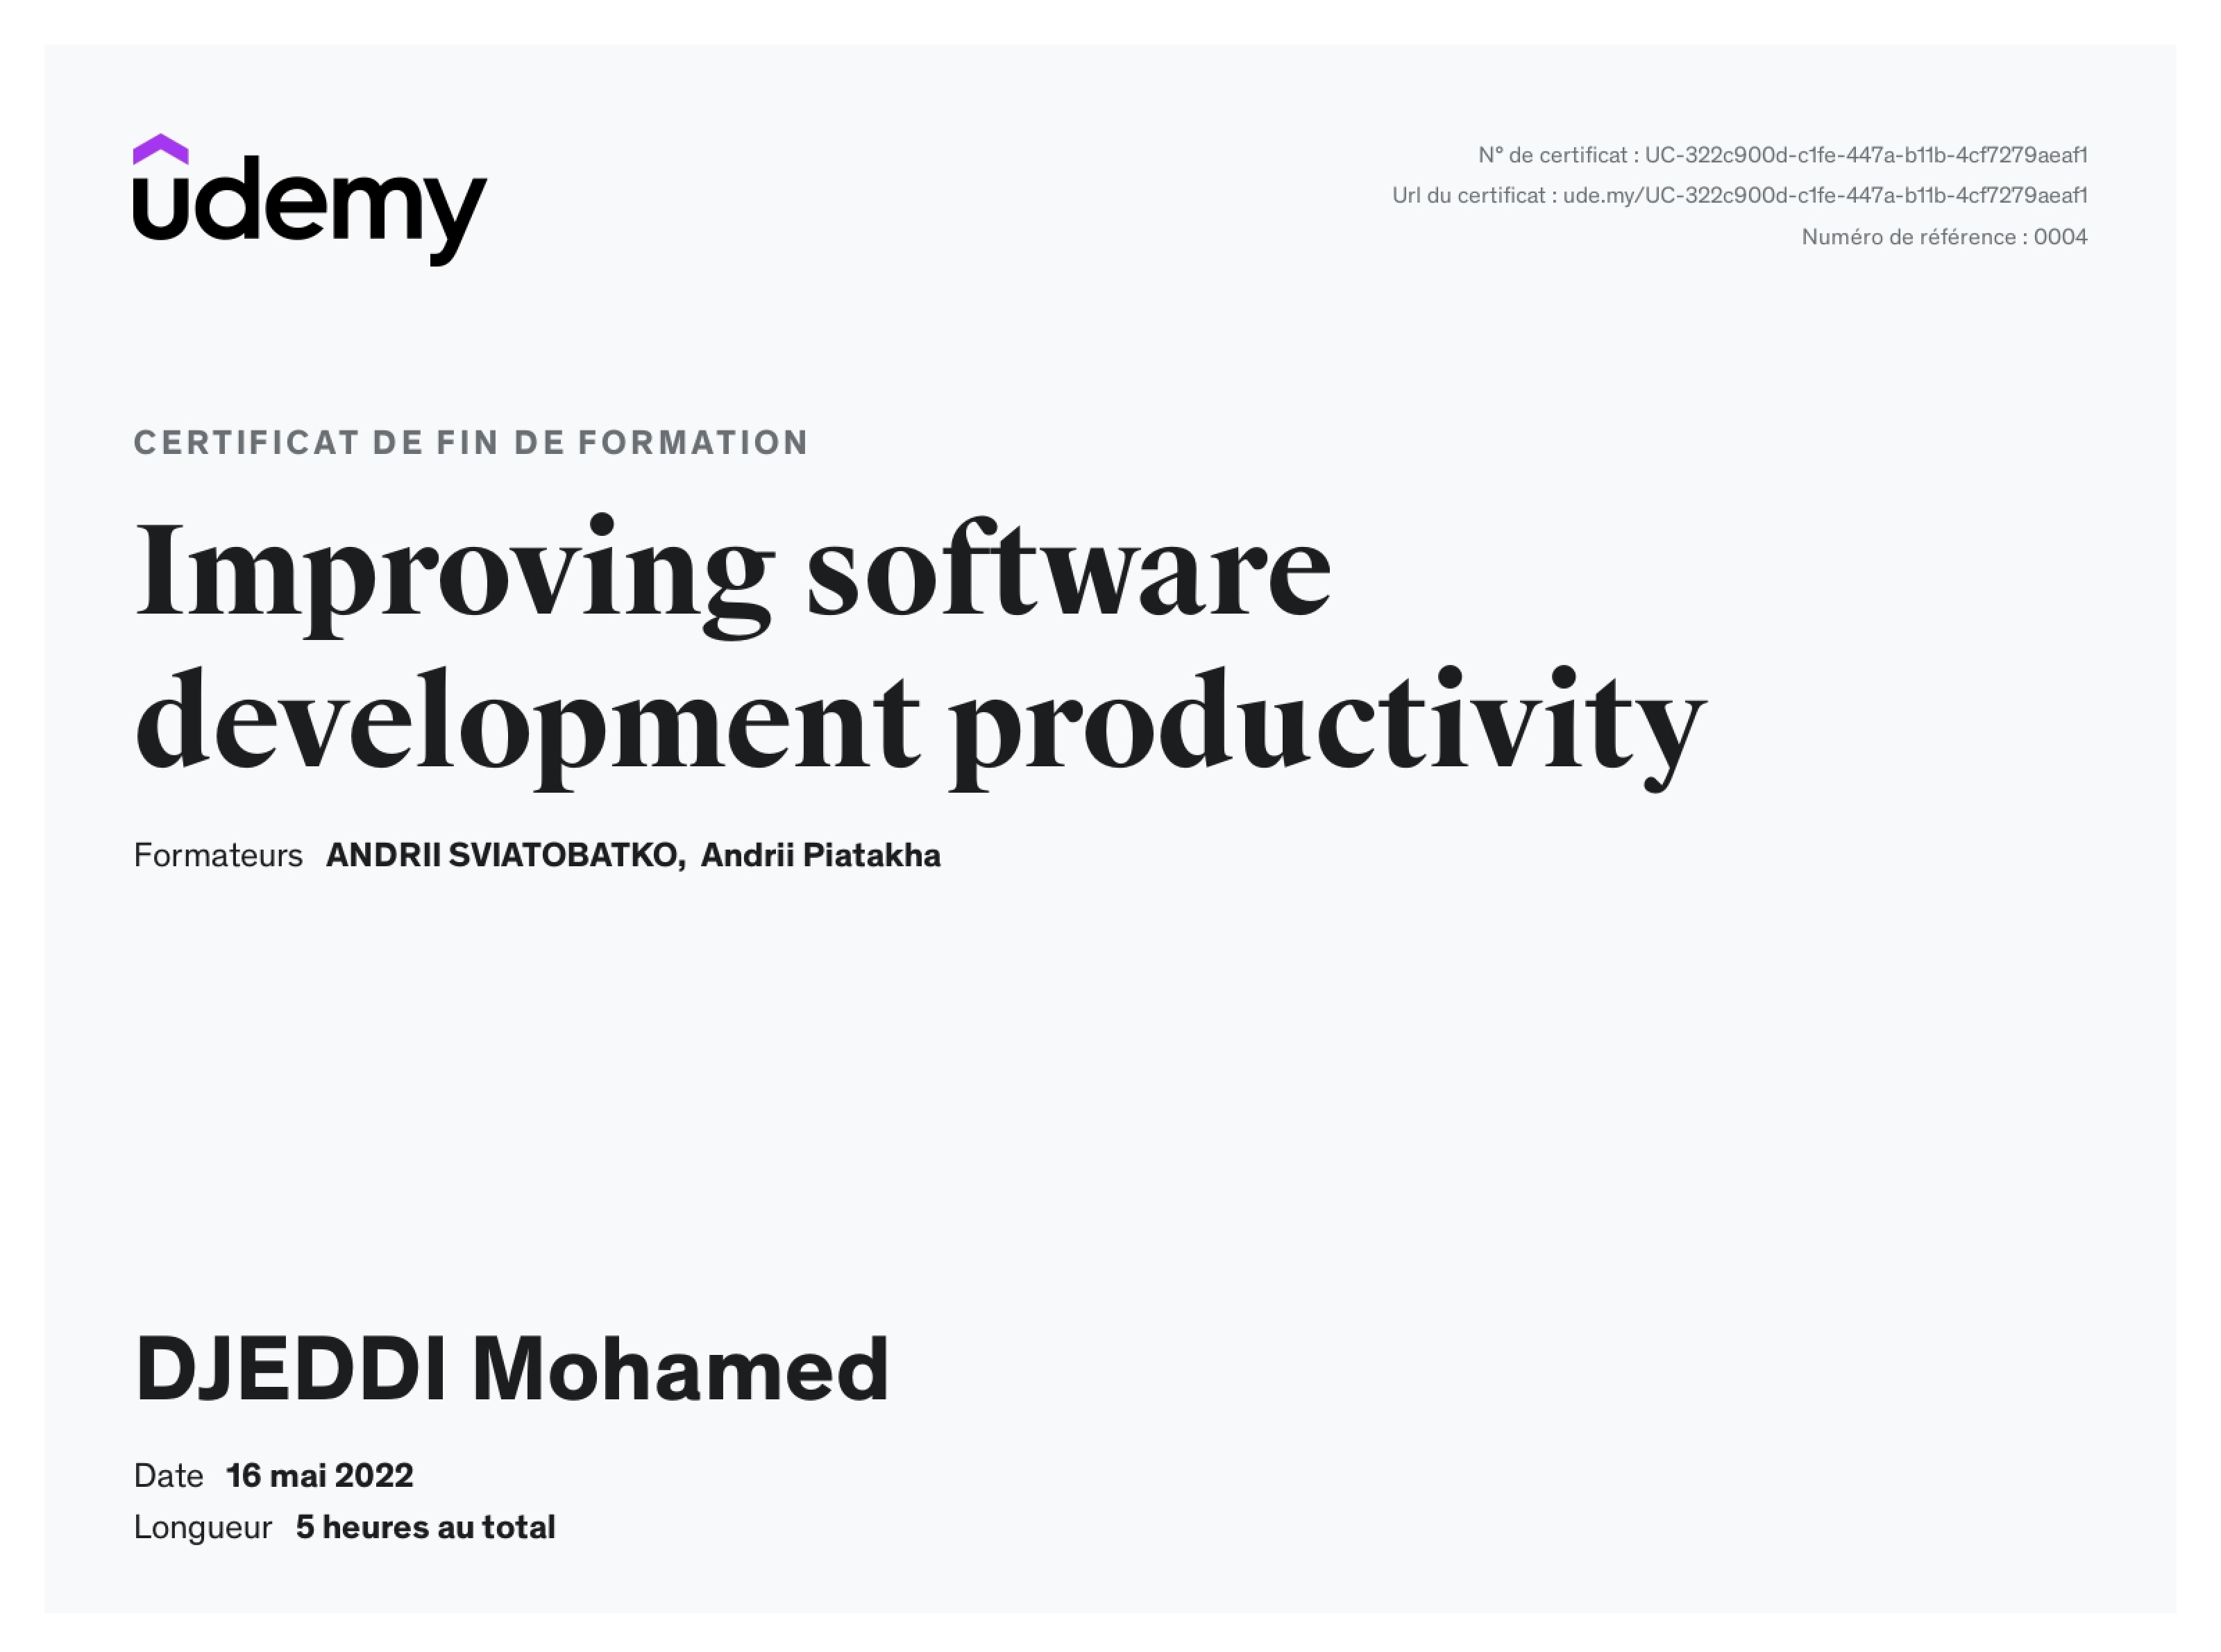 udemy
N° de certificat : UC-322c900d-c1fe-447a-b11b-4cf7279aeaf1
Url du certificat : ude.my/UC-322c900d-c1fe-447a-b11b-4cf7279aeaf1
Numéro de référence : 0004
CERTIFICAT DE FIN DE FORMATION
Improving software
development productivity
Formateurs ANDRII SVIATOBATKO, Andrii Piatakha
DJEDDI Mohamed
Date 16 mai 2022
Longueur 5 heures au total